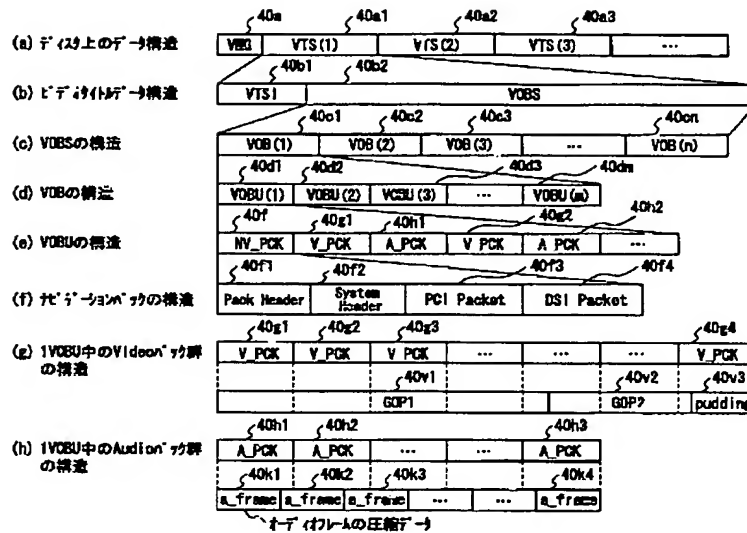 40a 40a1 40a2 40a3
(a) ディスク上のデータ構造 VMG VTS(1) VTS(2) VTS(3) ...
40b1 40b2
(b) ビデオタイトルデータ構造 VTSI VOBS
40c1 40c2 40c3 40cn
(c) VOBSの構造 VOB(1) VOB(2) VOB(3) ... VOB(n)
40d1 40d2 40d3 40dm
(d) VOBの構造 VOBU(1) VOBU(2) VOBU(3) ... VOBU(m)
40f 40g1 40h1 40g2 40h2
(e) VOBUの構造 NV_PCK V_PCK A_PCK V_PCK A_PCK ...
40f1 40f2 40f3 40f4
(f) ナビゲーションパックの構造 Pack Header System Header PCI Packet DSI Packet
40g1 40g2 40g3 40g4
(g) 1VOBU中のVideoパック群の構造 V_PCK V_PCK V_PCK ... ... ... V_PCK
40v1 40v2 40v3
GOP1 GOP2 pudding
40h1 40h2 40h3
(h) 1VOBU中のAudioパック群の構造 A_PCK A_PCK ... ... A_PCK
40k1 40k2 40k3 40k4
a_frame a_frame a_frame ... ... a_frame
オーディオフレームの圧縮データ